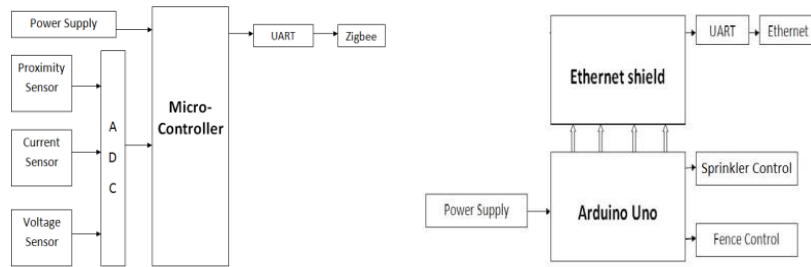 Power Supply
Proximity
Sensor
Current
Sensor
Voltage
Sensor
A
D
C
Micro-
Controller
UART
Zigbee
Ethernet shield
UART
Ethernet
Power Supply
Arduino Uno
Sprinkler Control
Fence Control